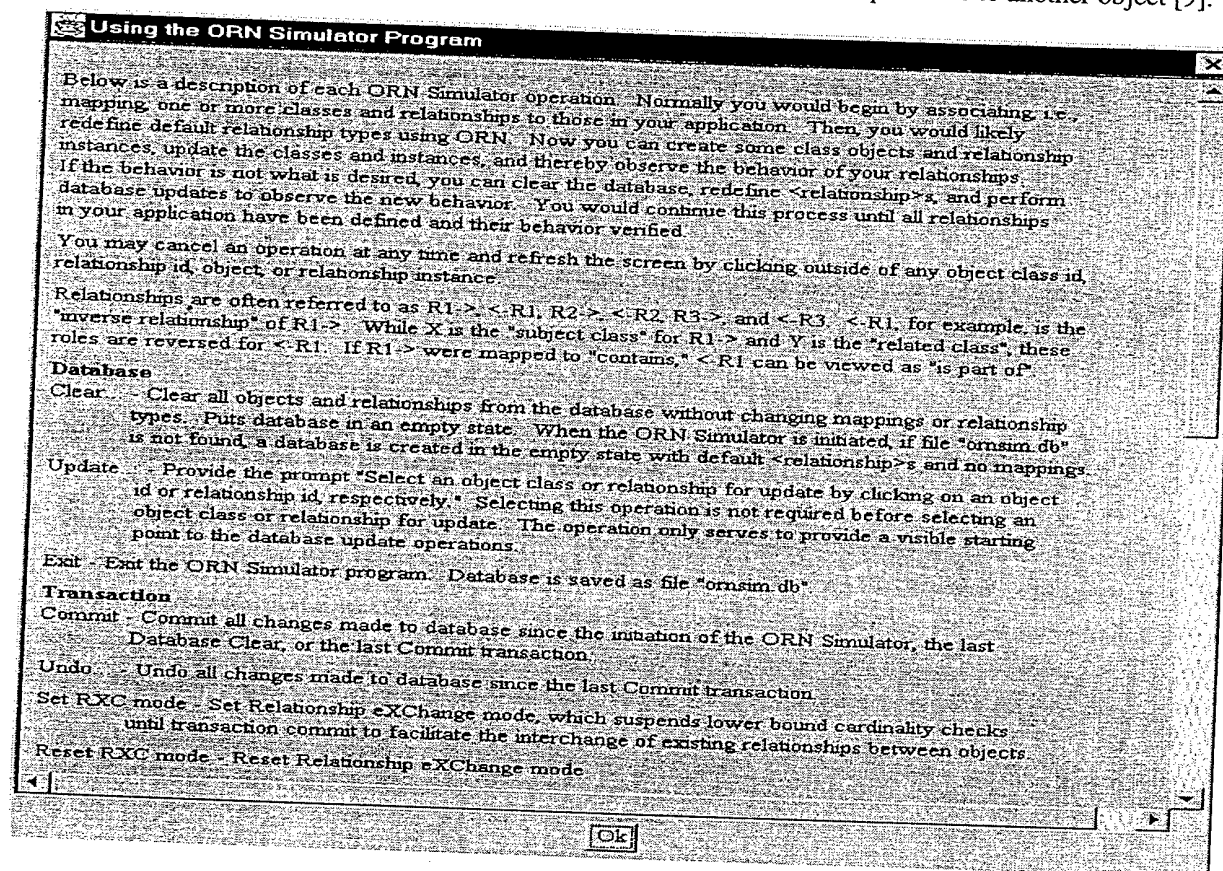 another object [9].
Using the ORN Simulator Program
Below is a description of each ORN Simulator operation. Normally you would begin by associating, i.e.,
mapping, one or more classes and relationships to those in your application. Then, you would likely
redefine default relationship types using ORN. Now you can create some class objects and relationship
instances, update the classes and instances, and thereby observe the behavior of your relationships.
If the behavior is not what is desired, you can clear the database, redefine <relationship>s, and perform
database updates to observe the new behavior. You would continue this process until all relationships
in your application have been defined and their behavior verified.
You may cancel an operation at any time and refresh the screen by clicking outside of any object class id,
relationship id, object, or relationship instance.
Relationships are often referred to as R1->, <-R1, R2->, <-R2, R3->, and <-R3. <-R1, for example, is the
"inverse relationship" of R1->. While X is the "subject class" for R1-> and Y is the "related class", these
roles are reversed for <-R1. If R1-> were mapped to "contains," <-R1 can be viewed as "is part of".
Database
Clear... - Clear all objects and relationships from the database without changing mappings or relationship
types. Puts database in an empty state. When the ORN Simulator is initiated, if file "ornsim.db"
is not found, a database is created in the empty state with default <relationship>s and no mappings.
Update... - Provide the prompt "Select an object class or relationship for update by clicking on an object
id or relationship id, respectively." Selecting this operation is not required before selecting an
object class or relationship for update. The operation only serves to provide a visible starting
point to the database update operations.
Exit - Exit the ORN Simulator program. Database is saved as file "ornsim.db"
Transaction
Commit - Commit all changes made to database since the initiation of the ORN Simulator, the last
Database Clear, or the last Commit transaction.
Undo... - Undo all changes made to database since the last Commit transaction.
Set RXC mode - Set Relationship eXChange mode, which suspends lower bound cardinality checks
until transaction commit to facilitate the interchange of existing relationships between objects.
Reset RXC mode - Reset Relationship eXChange mode
Ok